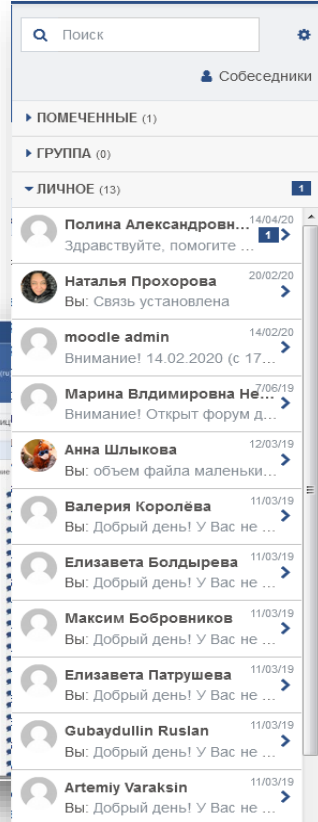 Поиск
Собеседники
ПОМЕЧЕННЫЕ (1)
ГРУППА (0)
ЛИЧНОЕ (13) 1
Полина Александровн... 14/04/20
Здравствуйте, помогите ... 1
Наталья Прохорова 20/02/20
Вы: Связь установлена
moodle admin 14/02/20
Внимание! 14.02.2020 (с 17...
Марина Влдимировна Не... 7/06/19
Внимание! Открыт форум д...
Анна Шлыкова 12/03/19
Вы: объем файла маленьки...
Валерия Королёва 11/03/19
Вы: Добрый день! У Вас не ...
Елизавета Болдырева 11/03/19
Вы: Добрый день! У Вас не ...
Максим Бобровников 11/03/19
Вы: Добрый день! У Вас не ...
Елизавета Патрушева 11/03/19
Вы: Добрый день! У Вас не ...
Gubaydullin Ruslan 11/03/19
Вы: Добрый день! У Вас не ...
Artemiy Varaksin 11/03/19
Вы: Добрый день! У Вас не ...